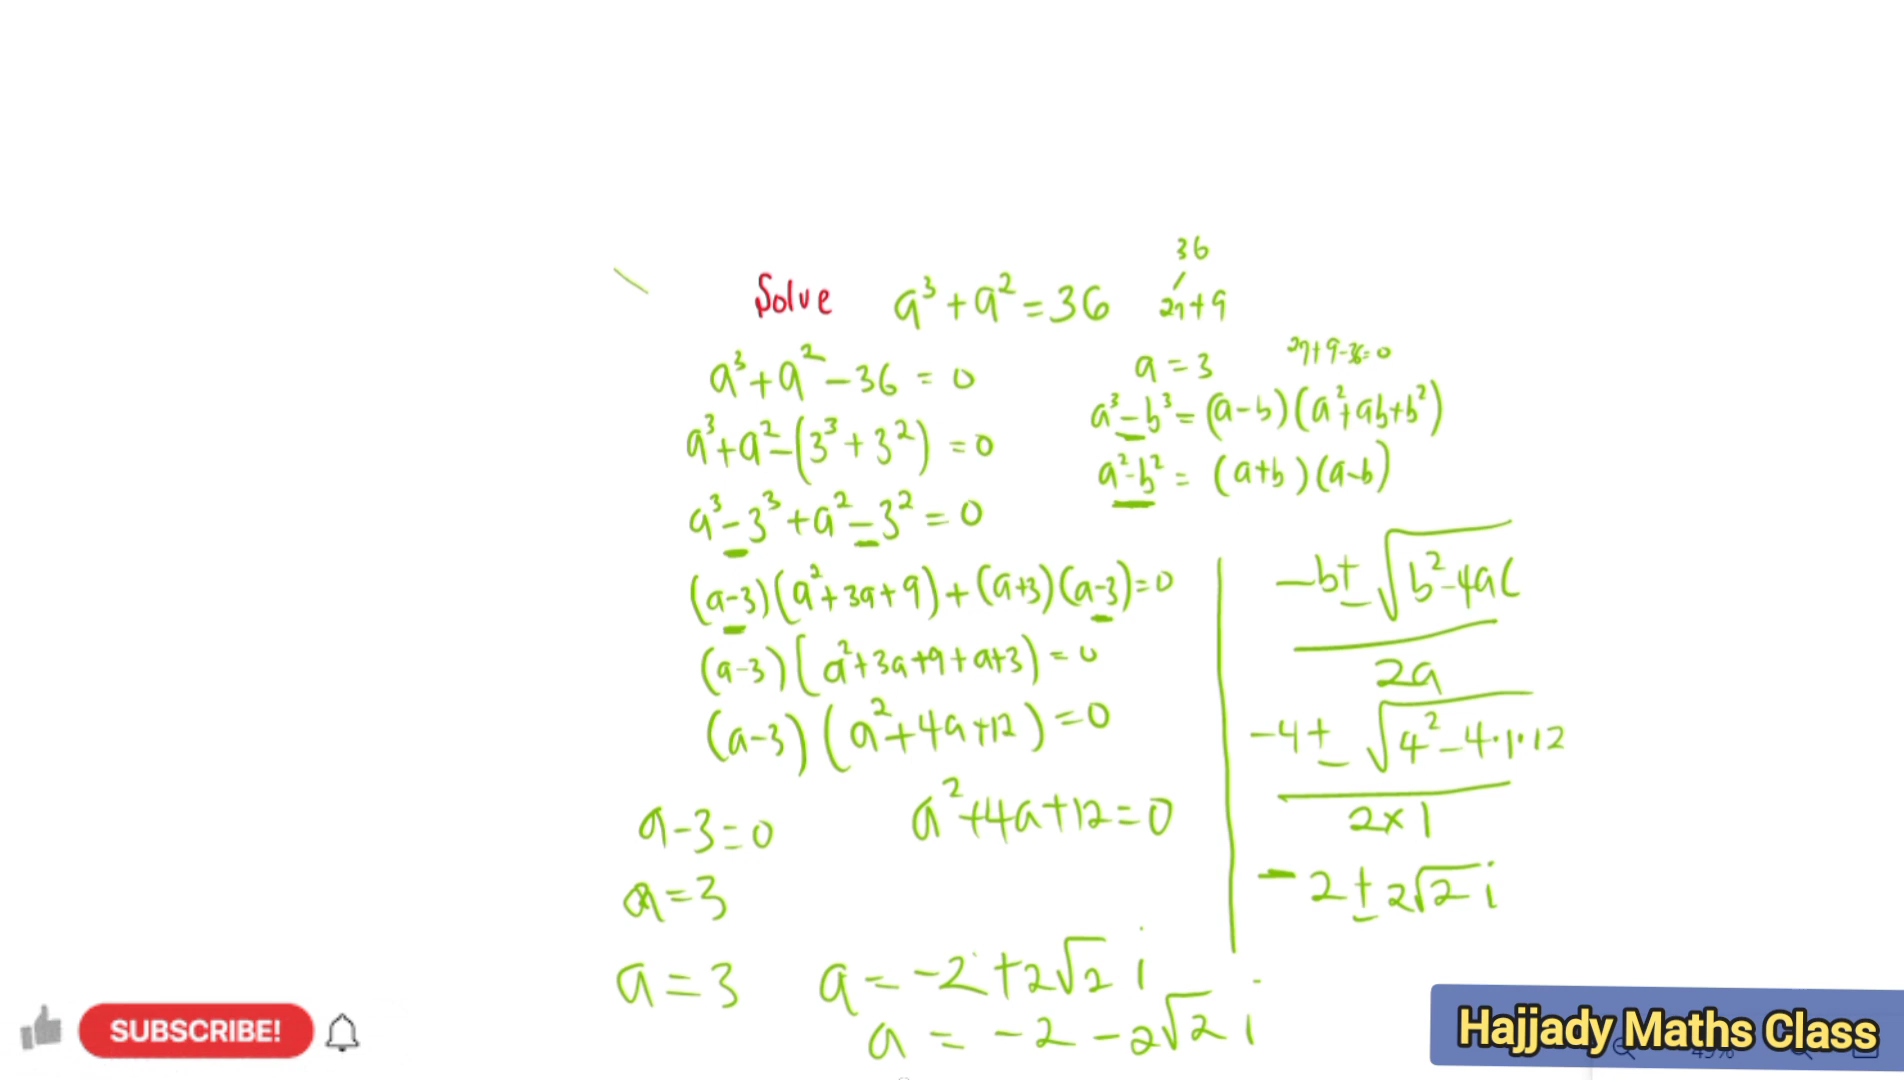 36
Solve a³+a²=36 27+9
a³+a²-36=0 a=3 27+9-36=0
a³+a²-(3³+3²)=0 a³-b³=(a-b)(a²+ab+b²)
a²-b²=(a+b)(a-b)
a³-3³+a²-3²=0
(a-3)(a²+3a+9)+(a+3)(a-3)=0
(a-3)(a²+3a+9+a+3)=0
(a-3)(a²+4a+12)=0
a-3=0 a²+4a+12=0
a=3
a=3 a=-2+2√2 i
a=-2-2√2 i
-b±√b²-4ac
2a
-4±√4²-4·1·12
2×1
-2±2√2 i
SUBSCRIBE!
Hajjady Maths Class